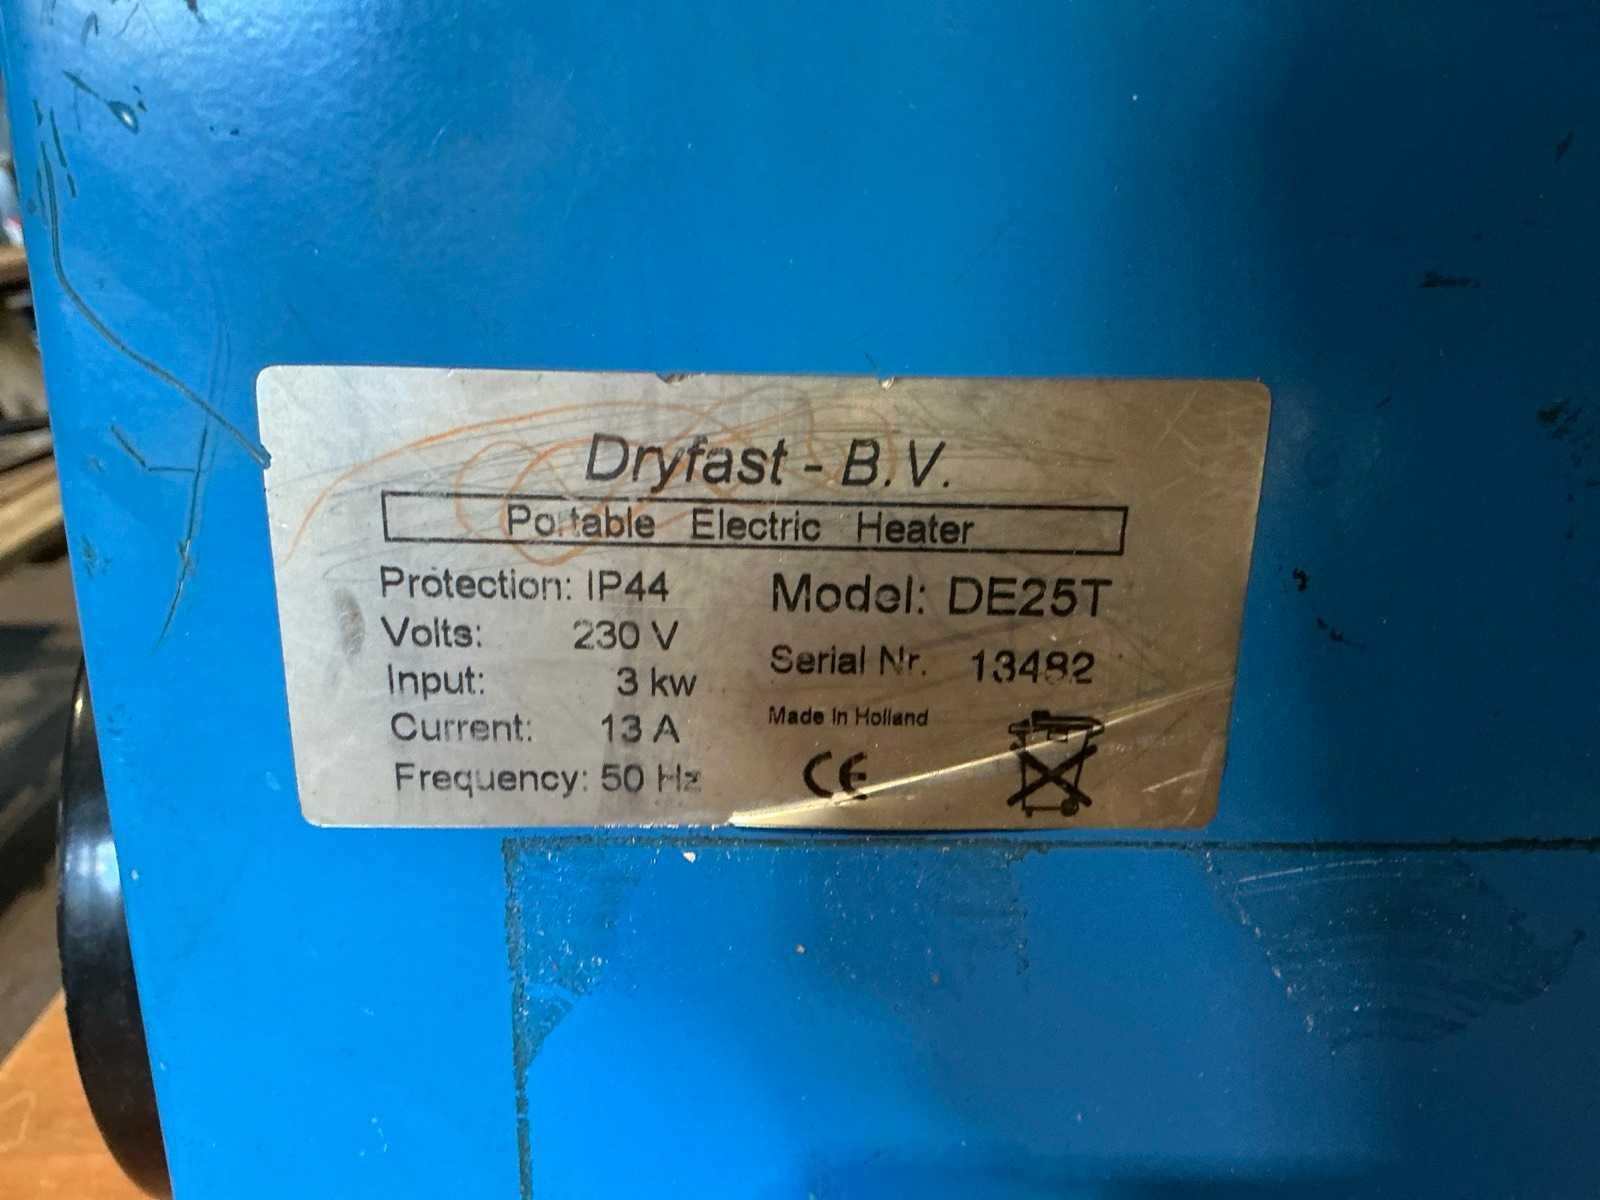 Dryfast - B.V.
Portable Electric Heater
Protection: IP44
Volts: 230 V
Input: 3 kw
Current: 13 A
Frequency: 50 Hz
Model: DE25T
Serial Nr. 13482
Made In Holland
CE